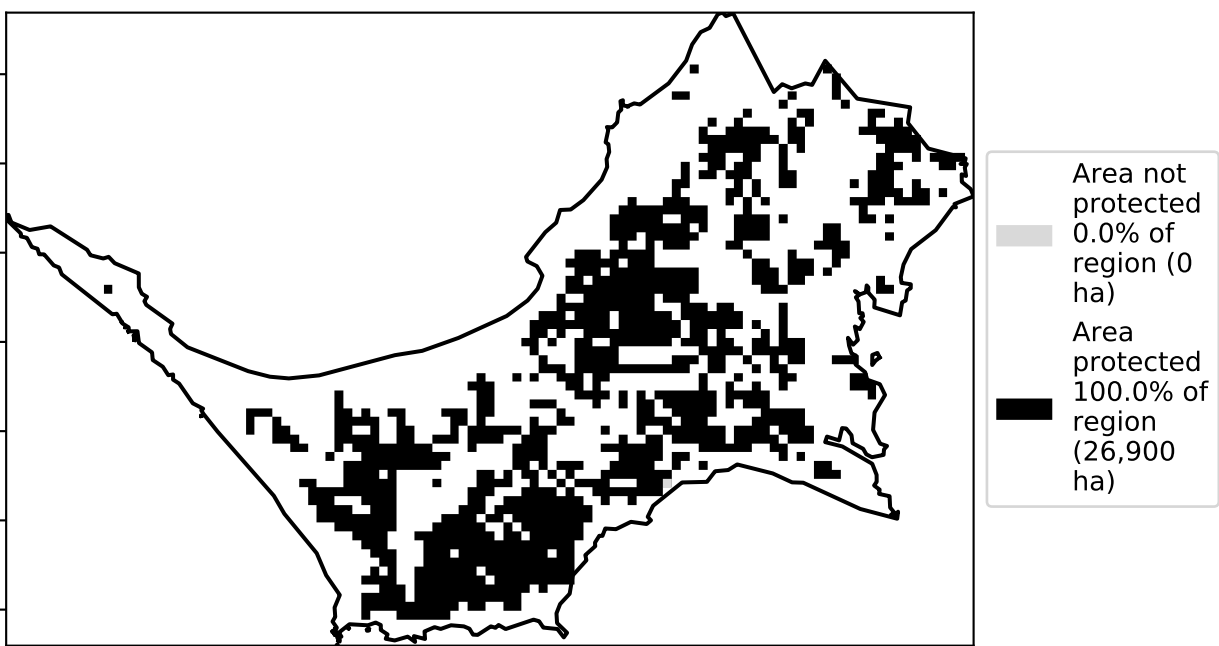 Area not
protected
0.0% of
region (0
ha)
Area
protected
100.0% of
region
(26,900
ha)